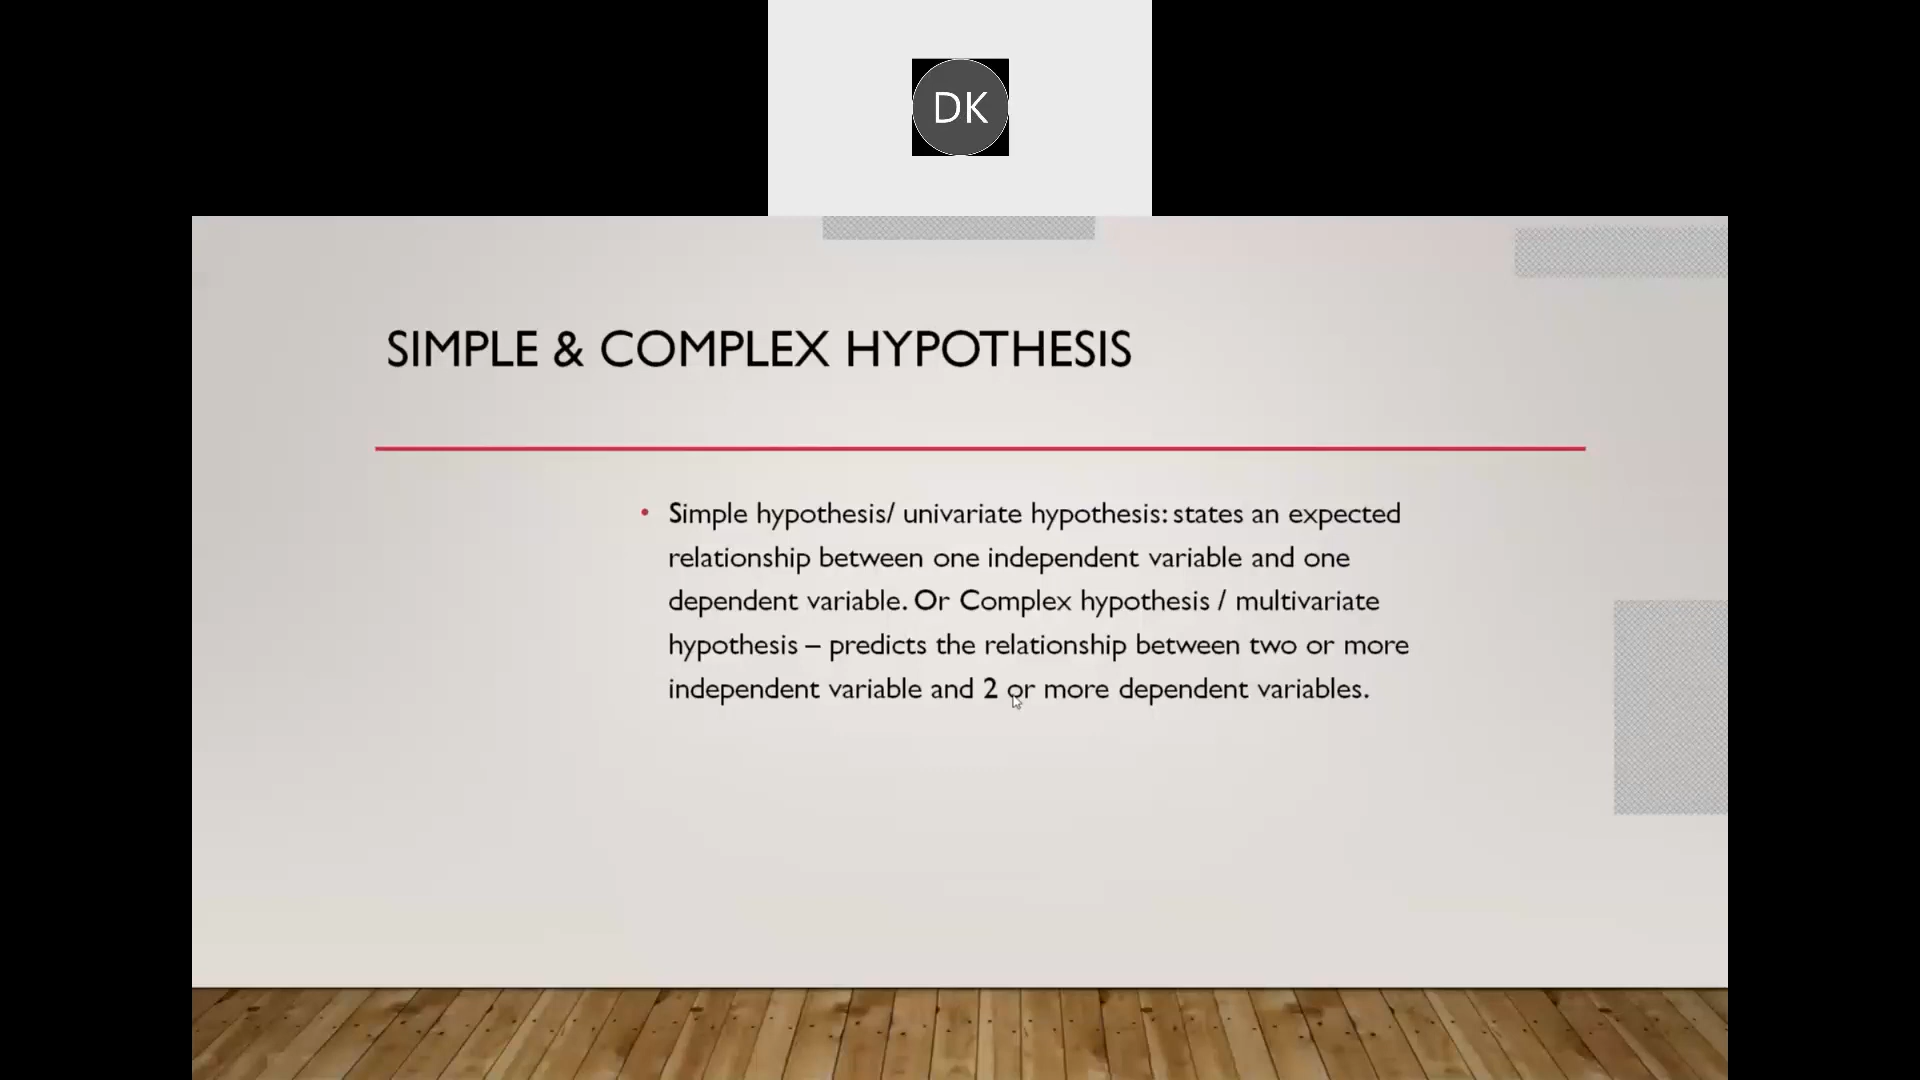 DK
SIMPLE & COMPLEX HYPOTHESIS
• Simple hypothesis/ univariate hypothesis: states an expected
relationship between one independent variable and one
dependent variable. Or Complex hypothesis / multivariate
hypothesis – predicts the relationship between two or more
independent variable and 2 or more dependent variables.